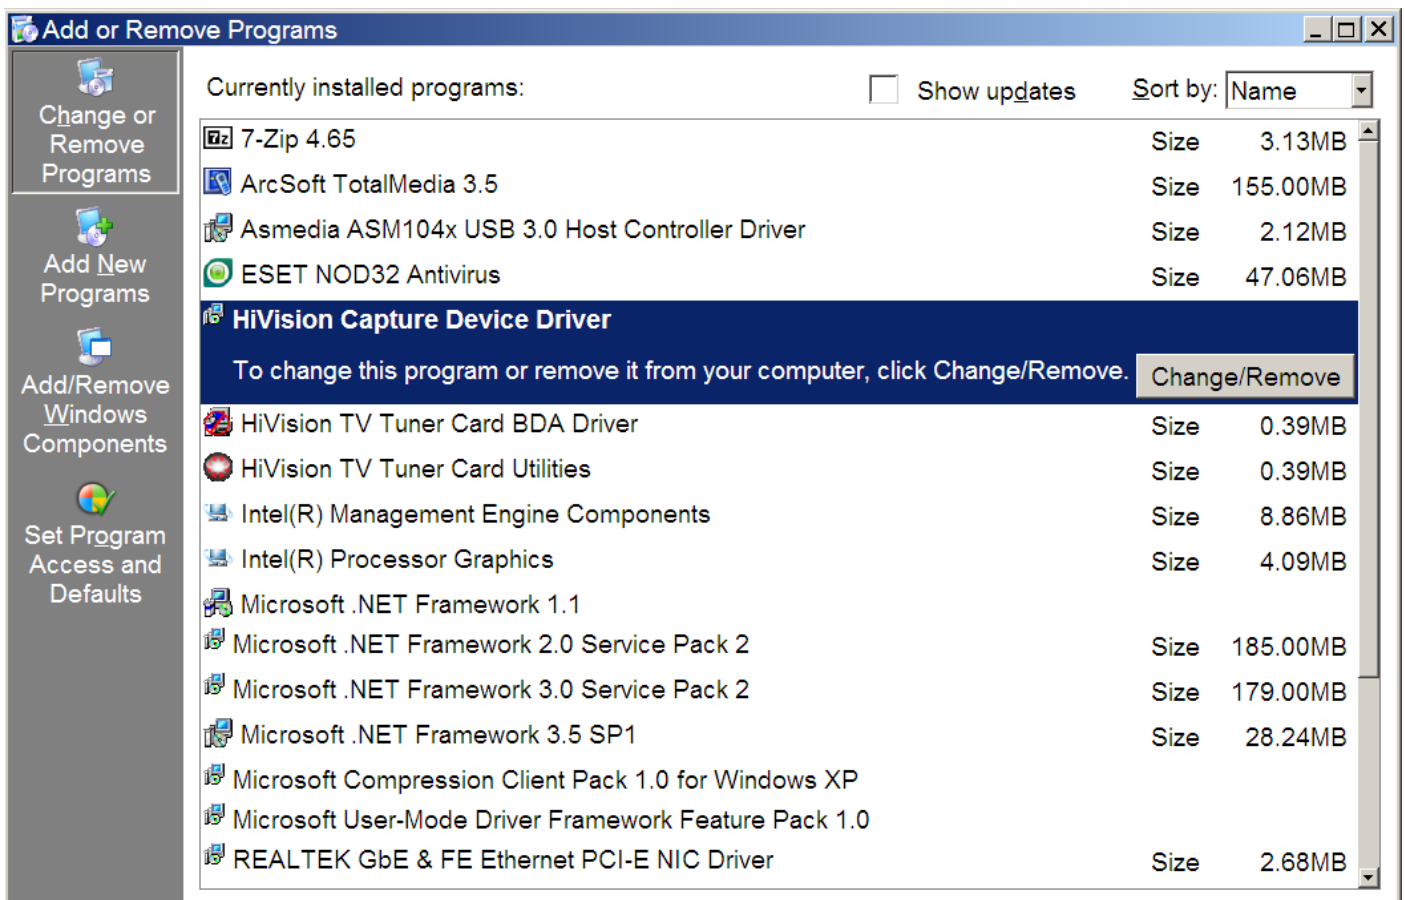 Add or Remove Programs
Change or
Remove
Programs
Add New
Programs
Add/Remove
Windows
Components
Set Program
Access and
Defaults
Currently installed programs: Show updates Sort by: Name
7-Zip 4.65 Size 3.13MB
ArcSoft TotalMedia 3.5 Size 155.00MB
Asmedia ASM104x USB 3.0 Host Controller Driver Size 2.12MB
ESET NOD32 Antivirus Size 47.06MB
HiVision Capture Device Driver
To change this program or remove it from your computer, click Change/Remove. Change/Remove
HiVision TV Tuner Card BDA Driver Size 0.39MB
HiVision TV Tuner Card Utilities Size 0.39MB
Intel(R) Management Engine Components Size 8.86MB
Intel(R) Processor Graphics Size 4.09MB
Microsoft .NET Framework 1.1
Microsoft .NET Framework 2.0 Service Pack 2 Size 185.00MB
Microsoft .NET Framework 3.0 Service Pack 2 Size 179.00MB
Microsoft .NET Framework 3.5 SP1 Size 28.24MB
Microsoft Compression Client Pack 1.0 for Windows XP
Microsoft User-Mode Driver Framework Feature Pack 1.0
REALTEK GbE & FE Ethernet PCI-E NIC Driver Size 2.68MB